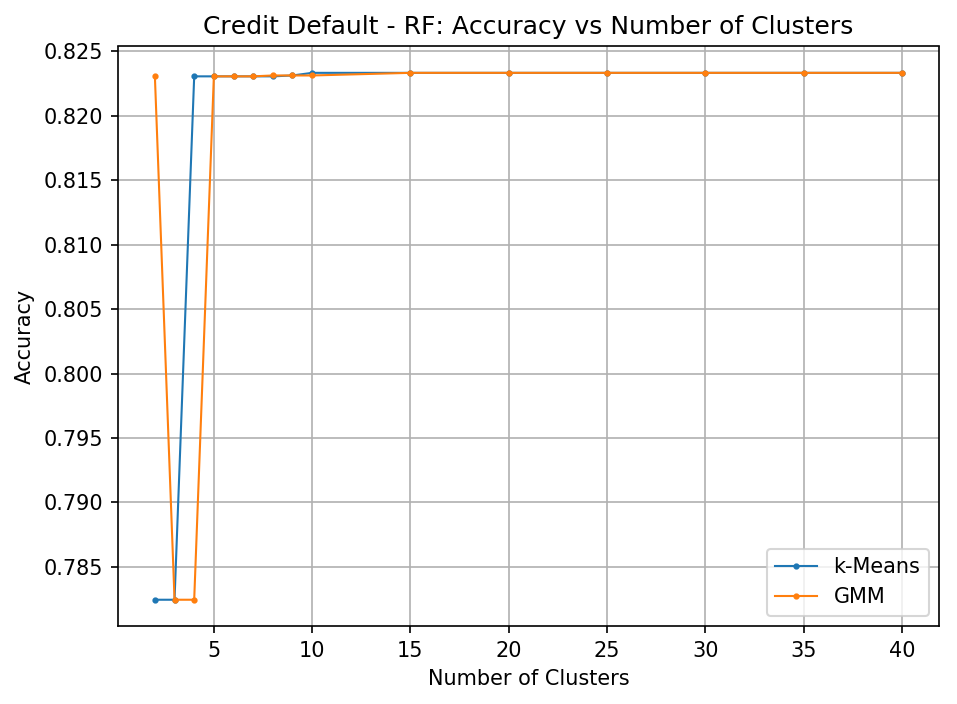 Credit Default - RF: Accuracy vs Number of Clusters
0.825
0.820
0.815
0.810
0.805
0.800
0.795
0.790
0.785
Accuracy
k-Means
GMM
5 10 15 20 25 30 35 40
Number of Clusters